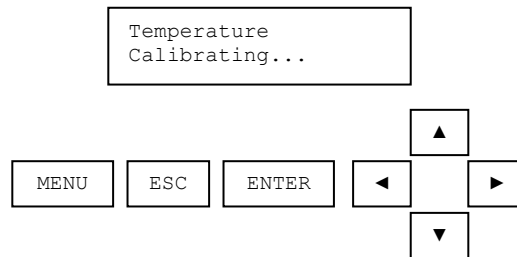 Temperature
Calibrating...
▲
MENU ESC ENTER ◄ ►
▼